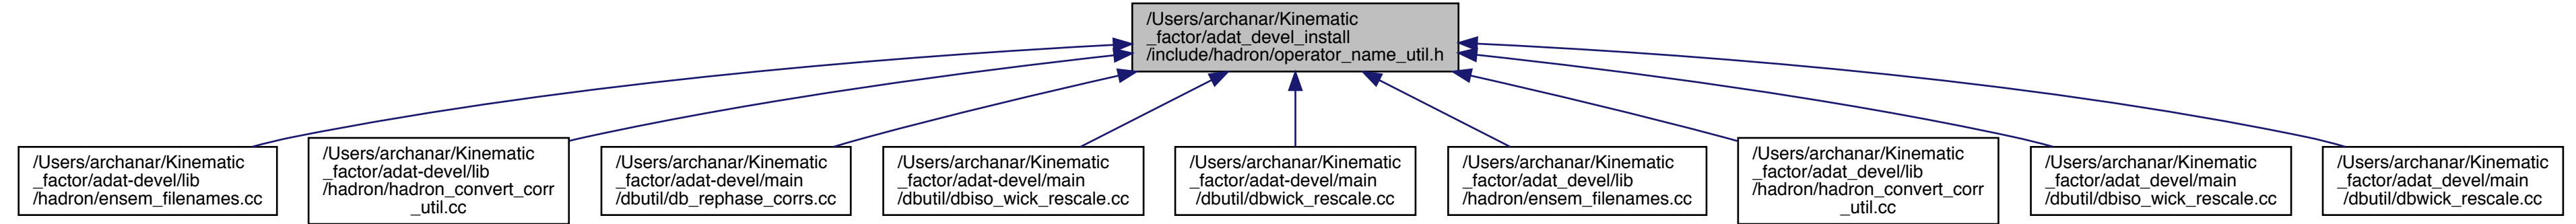 /Users/archanar/Kinematic
_factor/adat_devel_install
/include/hadron/operator_name_util.h
/Users/archanar/Kinematic
_factor/adat-devel/lib
/hadron/ensem_filenames.cc
/Users/archanar/Kinematic
_factor/adat-devel/lib
/hadron/hadron_convert_corr
_util.cc
/Users/archanar/Kinematic
_factor/adat-devel/main
/dbutil/db_rephase_corrs.cc
/Users/archanar/Kinematic
_factor/adat-devel/main
/dbutil/dbiso_wick_rescale.cc
/Users/archanar/Kinematic
_factor/adat-devel/main
/dbutil/dbwick_rescale.cc
/Users/archanar/Kinematic
_factor/adat_devel/lib
/hadron/ensem_filenames.cc
/Users/archanar/Kinematic
_factor/adat_devel/lib
/hadron/hadron_convert_corr
_util.cc
/Users/archanar/Kinematic
_factor/adat_devel/main
/dbutil/dbiso_wick_rescale.cc
/Users/archanar/Kinematic
_factor/adat_devel/main
/dbutil/dbwick_rescale.cc